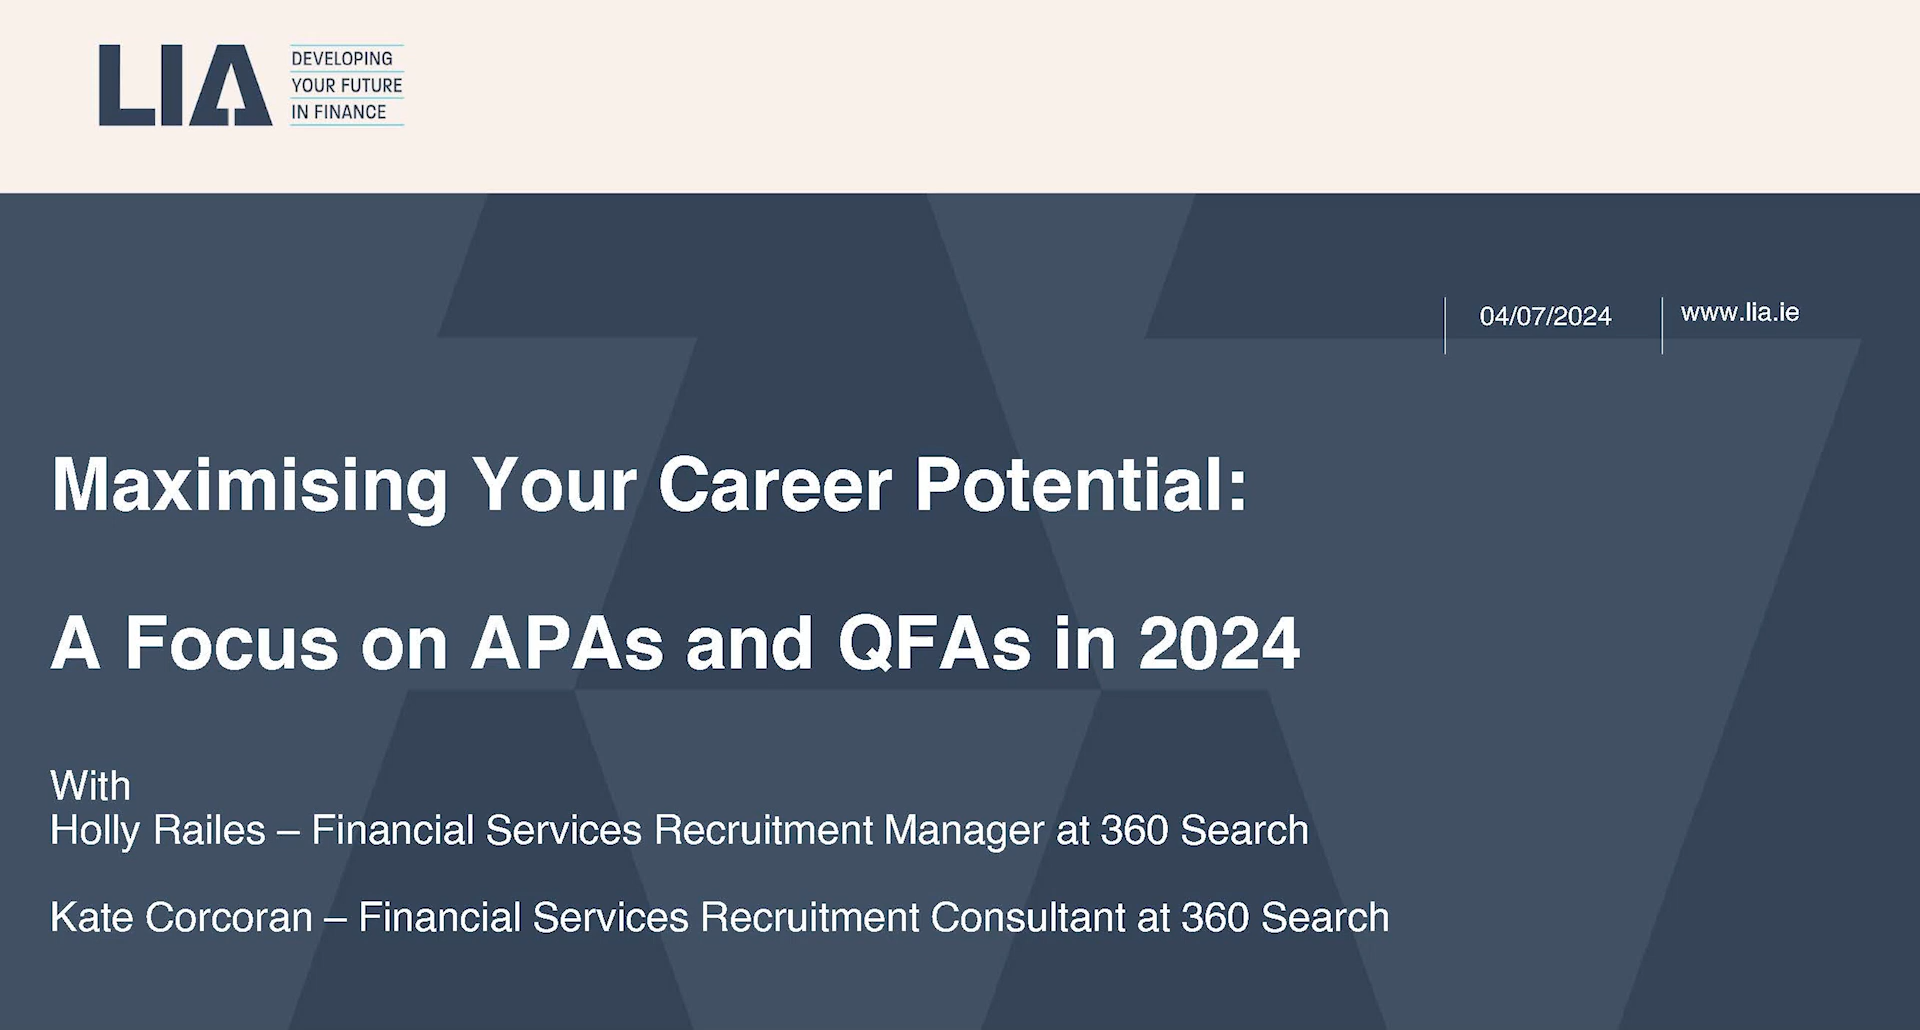 LIA
DEVELOPING
YOUR FUTURE
IN FINANCE
04/07/2024
www.lia.ie
Maximising Your Career Potential:
A Focus on APAs and QFAs in 2024
With
Holly Railes – Financial Services Recruitment Manager at 360 Search
Kate Corcoran – Financial Services Recruitment Consultant at 360 Search